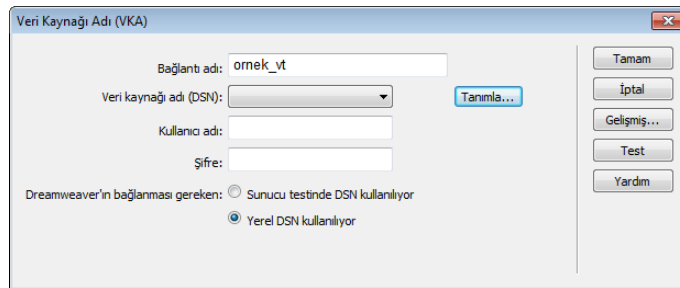 Veri Kaynağı Adı (VKA)
Bağlantı adı: ornek_vt
Veri kaynağı adı (DSN): Tanımla...
Kullanıcı adı:
Şifre:
Dreamweaver'ın bağlanması gereken: Sunucu testinde DSN kullanılıyor
Yerel DSN kullanılıyor
Tamam
İptal
Gelişmiş...
Test
Yardım